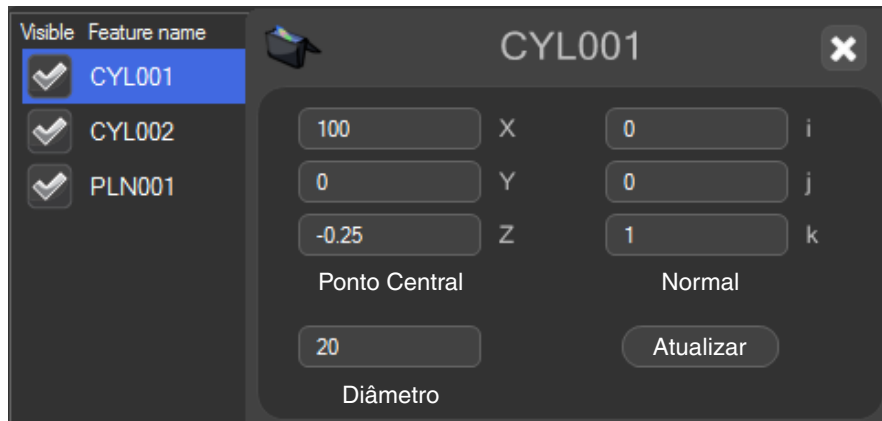 Visible Feature name
CYL001
CYL002
PLN001
CYL001
100 X 0 i
0 Y 0 j
-0.25 Z 1 k
Ponto Central Normal
20 Atualizar
Diâmetro